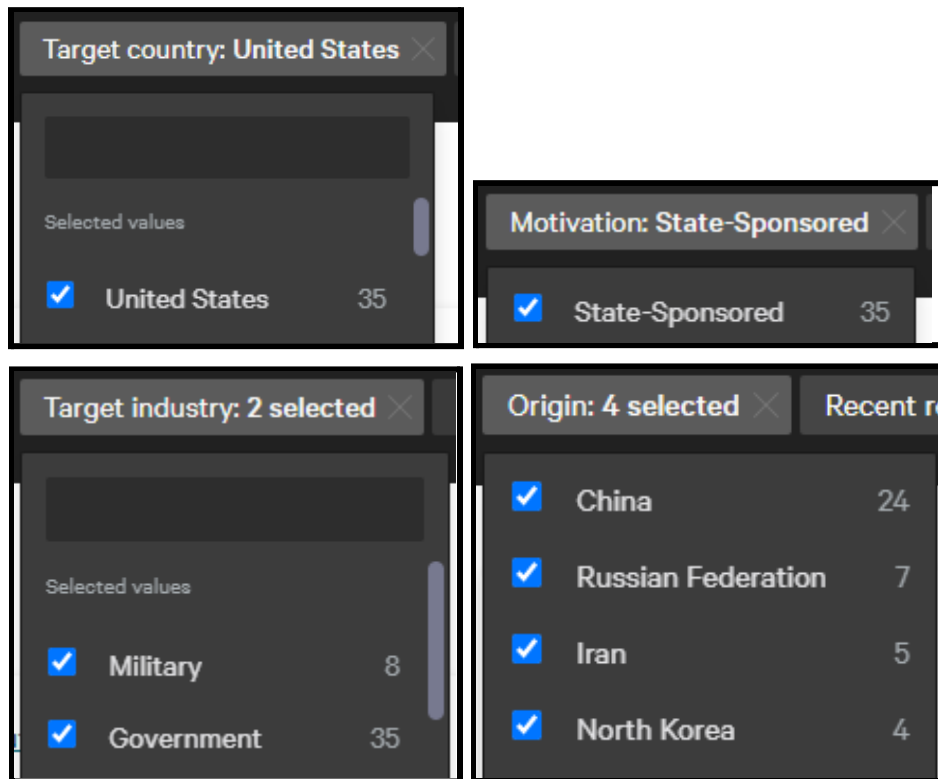 Target country: United States
Selected values
United States 35
Motivation: State-Sponsored
State-Sponsored 35
Target industry: 2 selected
Selected values
Military 8
Government 35
Origin: 4 selected
Recent
China 24
Russian Federation 7
Iran 5
North Korea 4